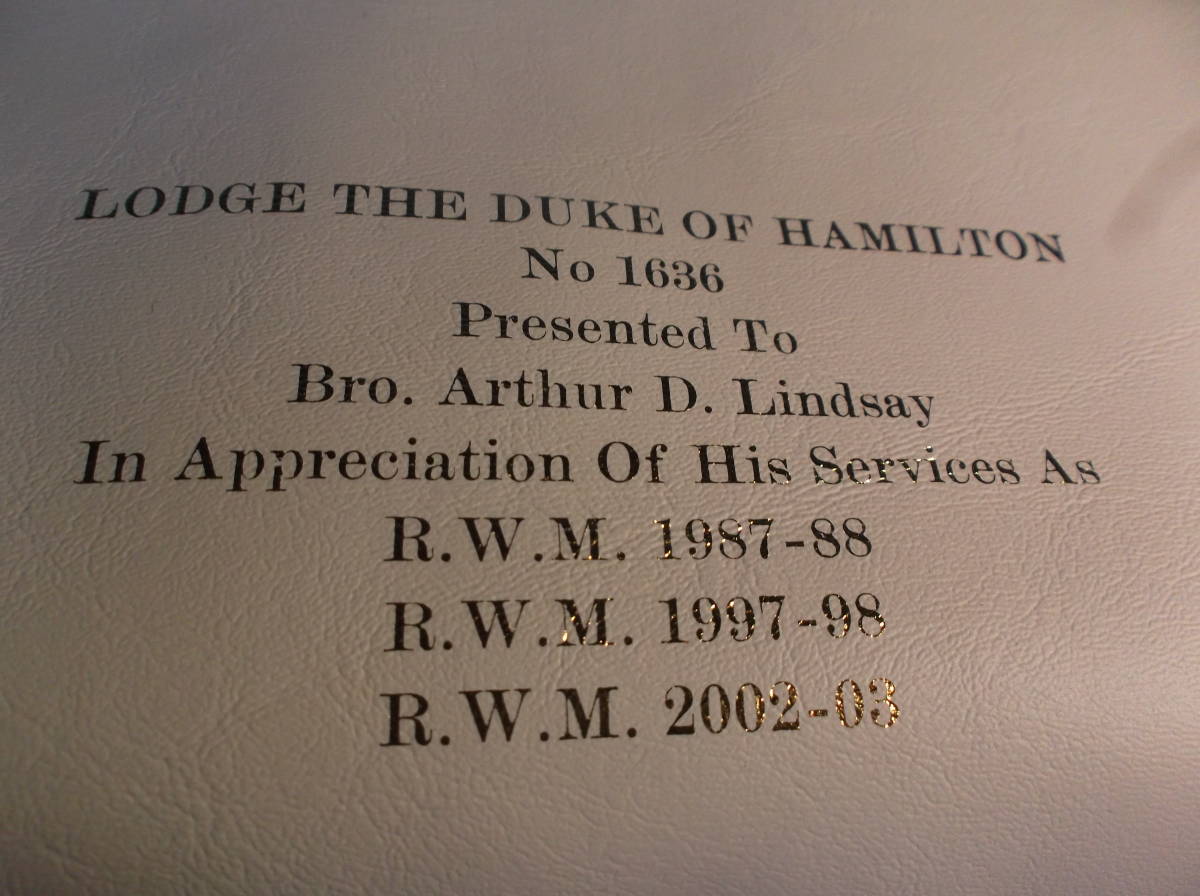 LODGE THE DUKE OF HAMILTON
No 1636
Presented To
Bro. Arthur D. Lindsay
In Appreciation Of His Services As
R.W.M. 1987-88
R.W.M. 1997-98
R.W.M. 2002-03